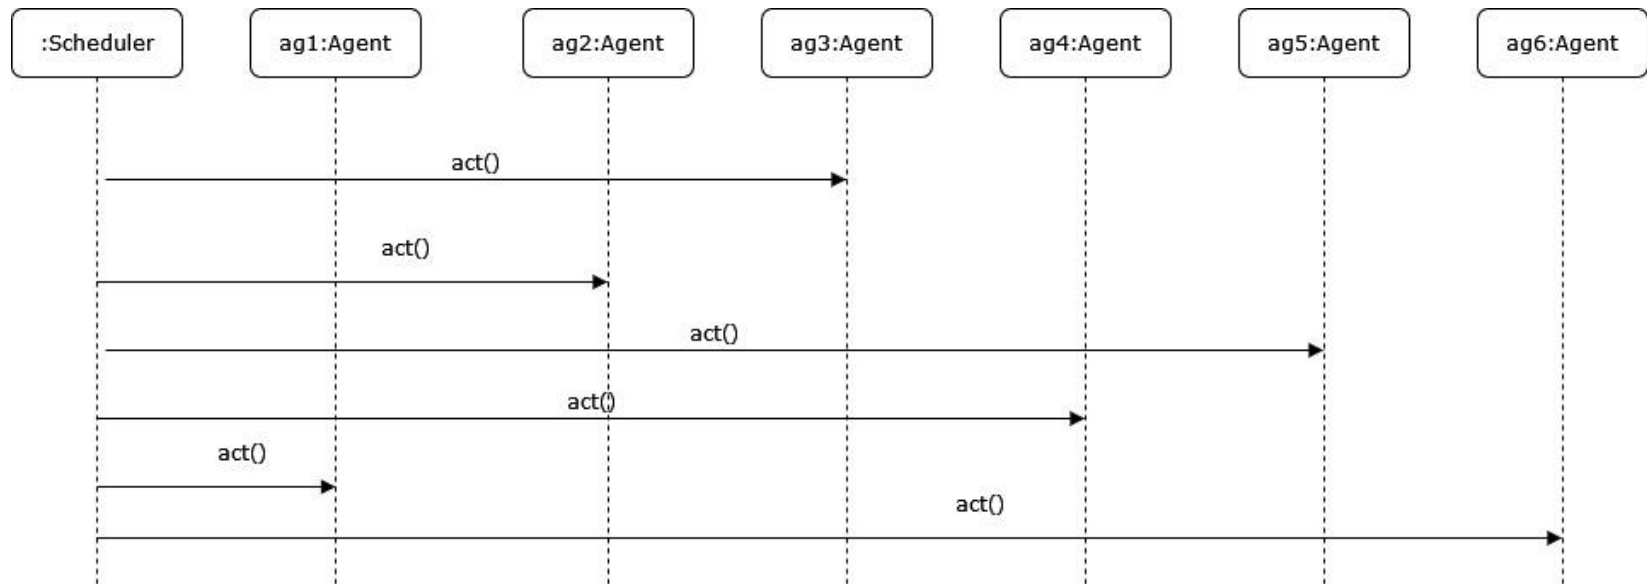 :Scheduler
ag1:Agent
ag2:Agent
ag3:Agent
ag4:Agent
ag5:Agent
ag6:Agent
act()
act()
act()
act()
act()
act()